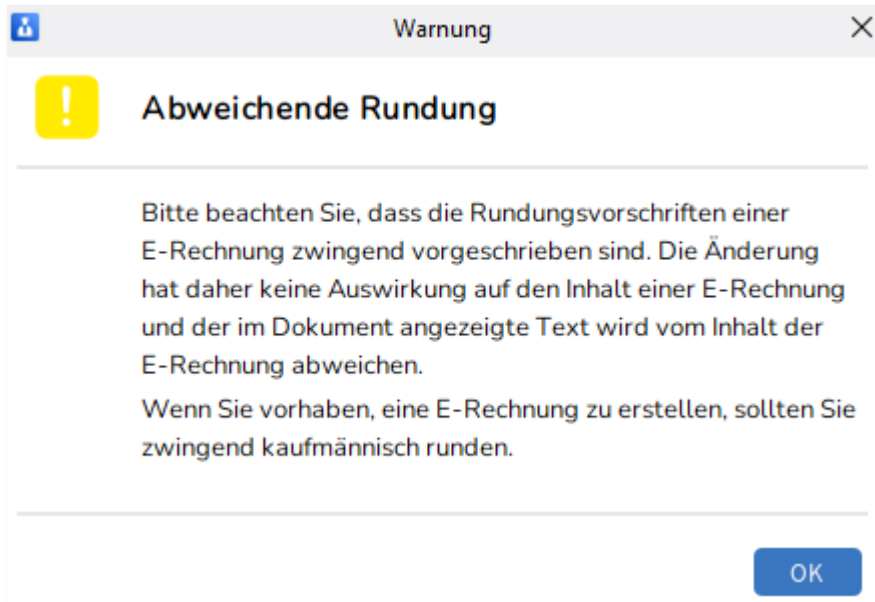 Warnung
Abweichende Rundung
Bitte beachten Sie, dass die Rundungsvorschriften einer
E-Rechnung zwingend vorgeschrieben sind. Die Änderung
hat daher keine Auswirkung auf den Inhalt einer E-Rechnung
und der im Dokument angezeigte Text wird vom Inhalt der
E-Rechnung abweichen.
Wenn Sie vorhaben, eine E-Rechnung zu erstellen, sollten Sie
zwingend kaufmännisch runden.
OK